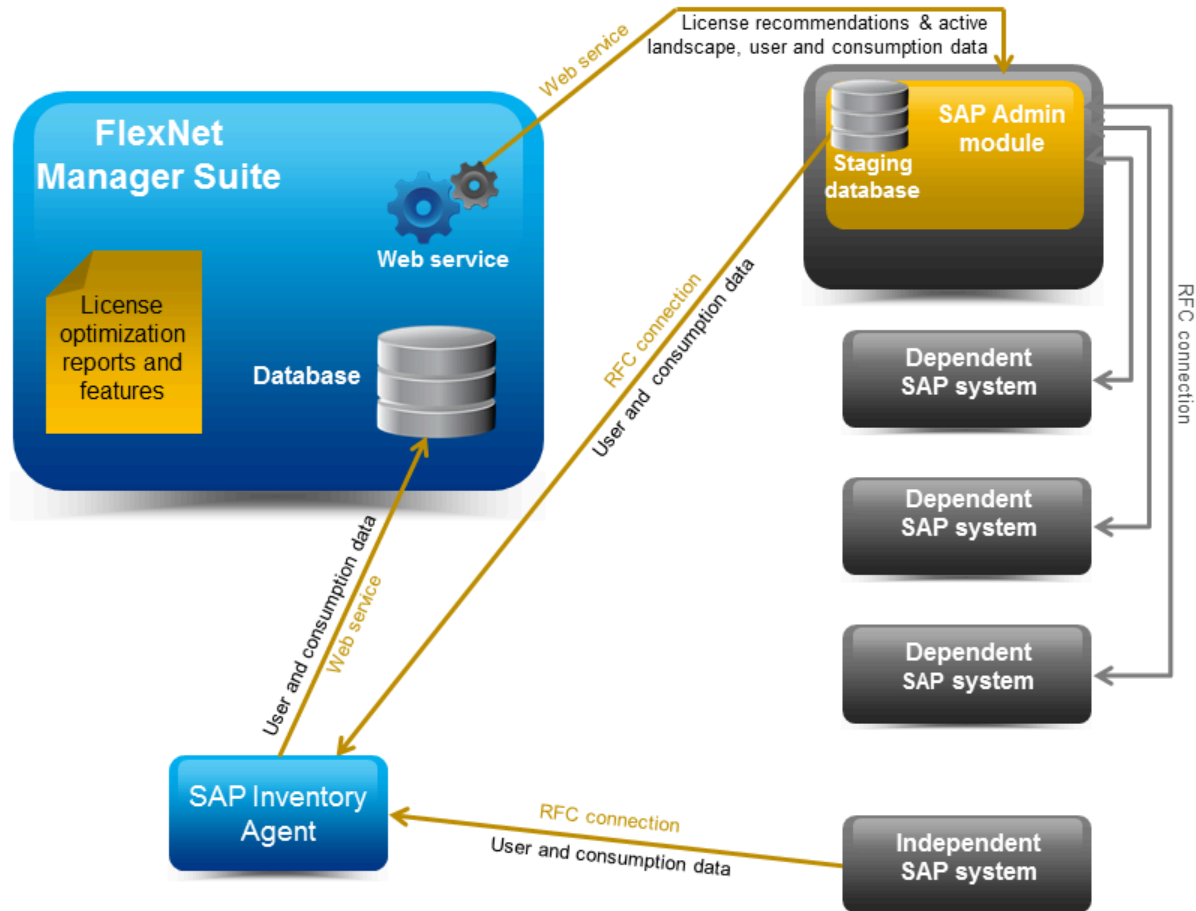 License recommendations & active
landscape, user and consumption data
Web service
FlexNet
Manager Suite
Web service
License
optimization
reports and
features
Database
SAP Admin
module
Staging
database
RFC connection
User and consumption data
RFC connection
Dependent
SAP system
Dependent
SAP system
Dependent
SAP system
User and consumption data
Web service
SAP Inventory
Agent
RFC connection
User and consumption data
Independent
SAP system